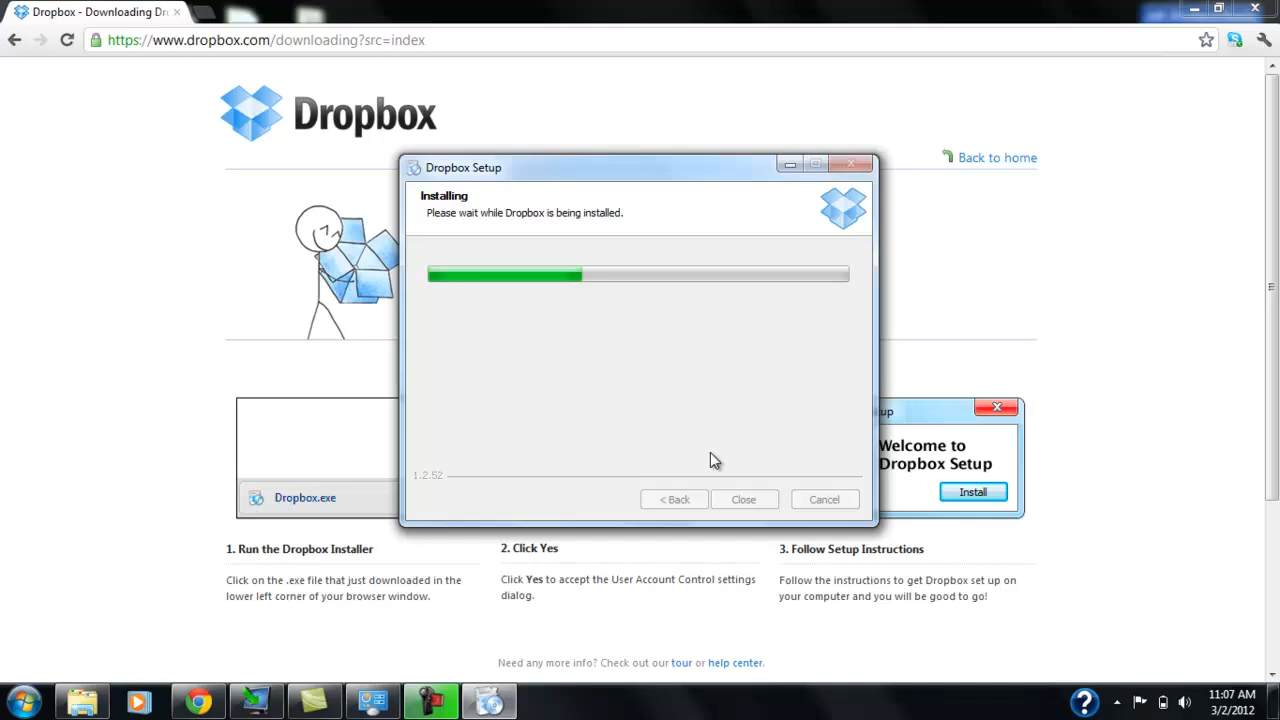 Dropbox - Downloading Dr
https://www.dropbox.com/downloading?src=index
Dropbox
Back to home
Dropbox Setup
Installing
Please wait while Dropbox is being installed.
1.2.52
< Back
Close
Cancel
Dropbox.exe
up
Welcome to
Dropbox Setup
Install
1. Run the Dropbox Installer
Click on the .exe file that just downloaded in the
lower left corner of your browser window.
2. Click Yes
Click Yes to accept the User Account Control settings
dialog.
3. Follow Setup Instructions
Follow the instructions to get Dropbox set up on
your computer and you will be good to go!
Need any more info? Check out our tour or help center.
11:07 AM
3/2/2012